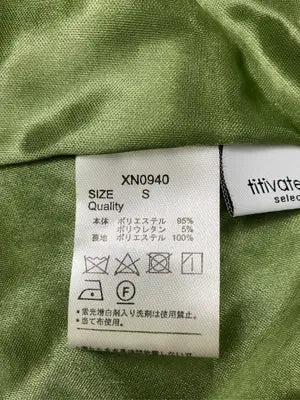 XN0940
SIZE S
Quality
本体 ポリエステル 95%
ポリウレタン 5%
裏地 ポリエステル 100%
F
*蛍光増白剤入り洗剤は使用禁止。
*当て布使用。
titivate
selec